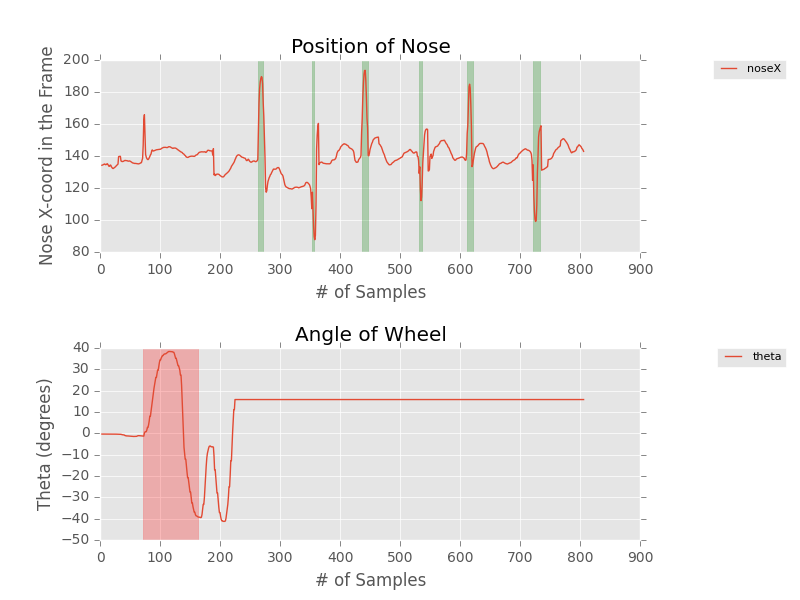 Position of Nose
Nose X-coord in the Frame
200
180
160
140
120
100
80
0 100 200 300 400 500 600 700 800 900
# of Samples
noseX
Angle of Wheel
Theta (degrees)
40
30
20
10
0
−10
−20
−30
−40
−50
0 100 200 300 400 500 600 700 800 900
# of Samples
theta